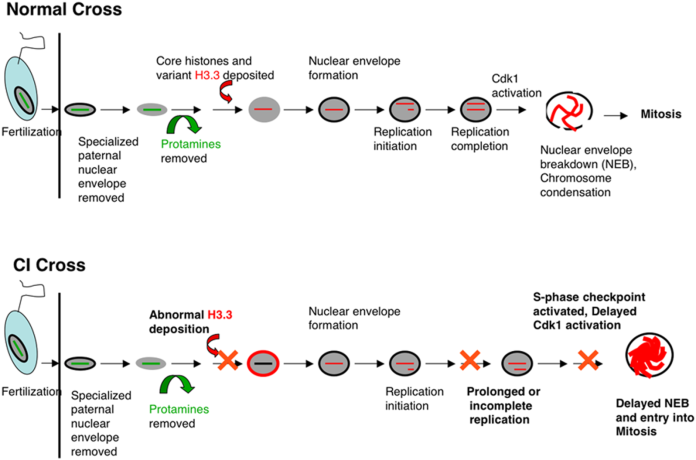 Normal Cross
Core histones and
variant H3.3 deposited
Nuclear envelope
formation
Cdk1
activation
Fertilization
Specialized
paternal
nuclear
envelope
removed
Protamines
removed
Replication
initiation
Replication
completion
Mitosis
Nuclear envelope
breakdown (NEB),
Chromosome
condensation
CI Cross
Abnormal H3.3
deposition
Nuclear envelope
formation
S-phase checkpoint
activated, Delayed
Cdk1 activation
Fertilization
Specialized
paternal
nuclear
envelope
removed
Protamines
removed
Replication
initiation
Prolonged or
incomplete
replication
Delayed NEB
and entry into
Mitosis